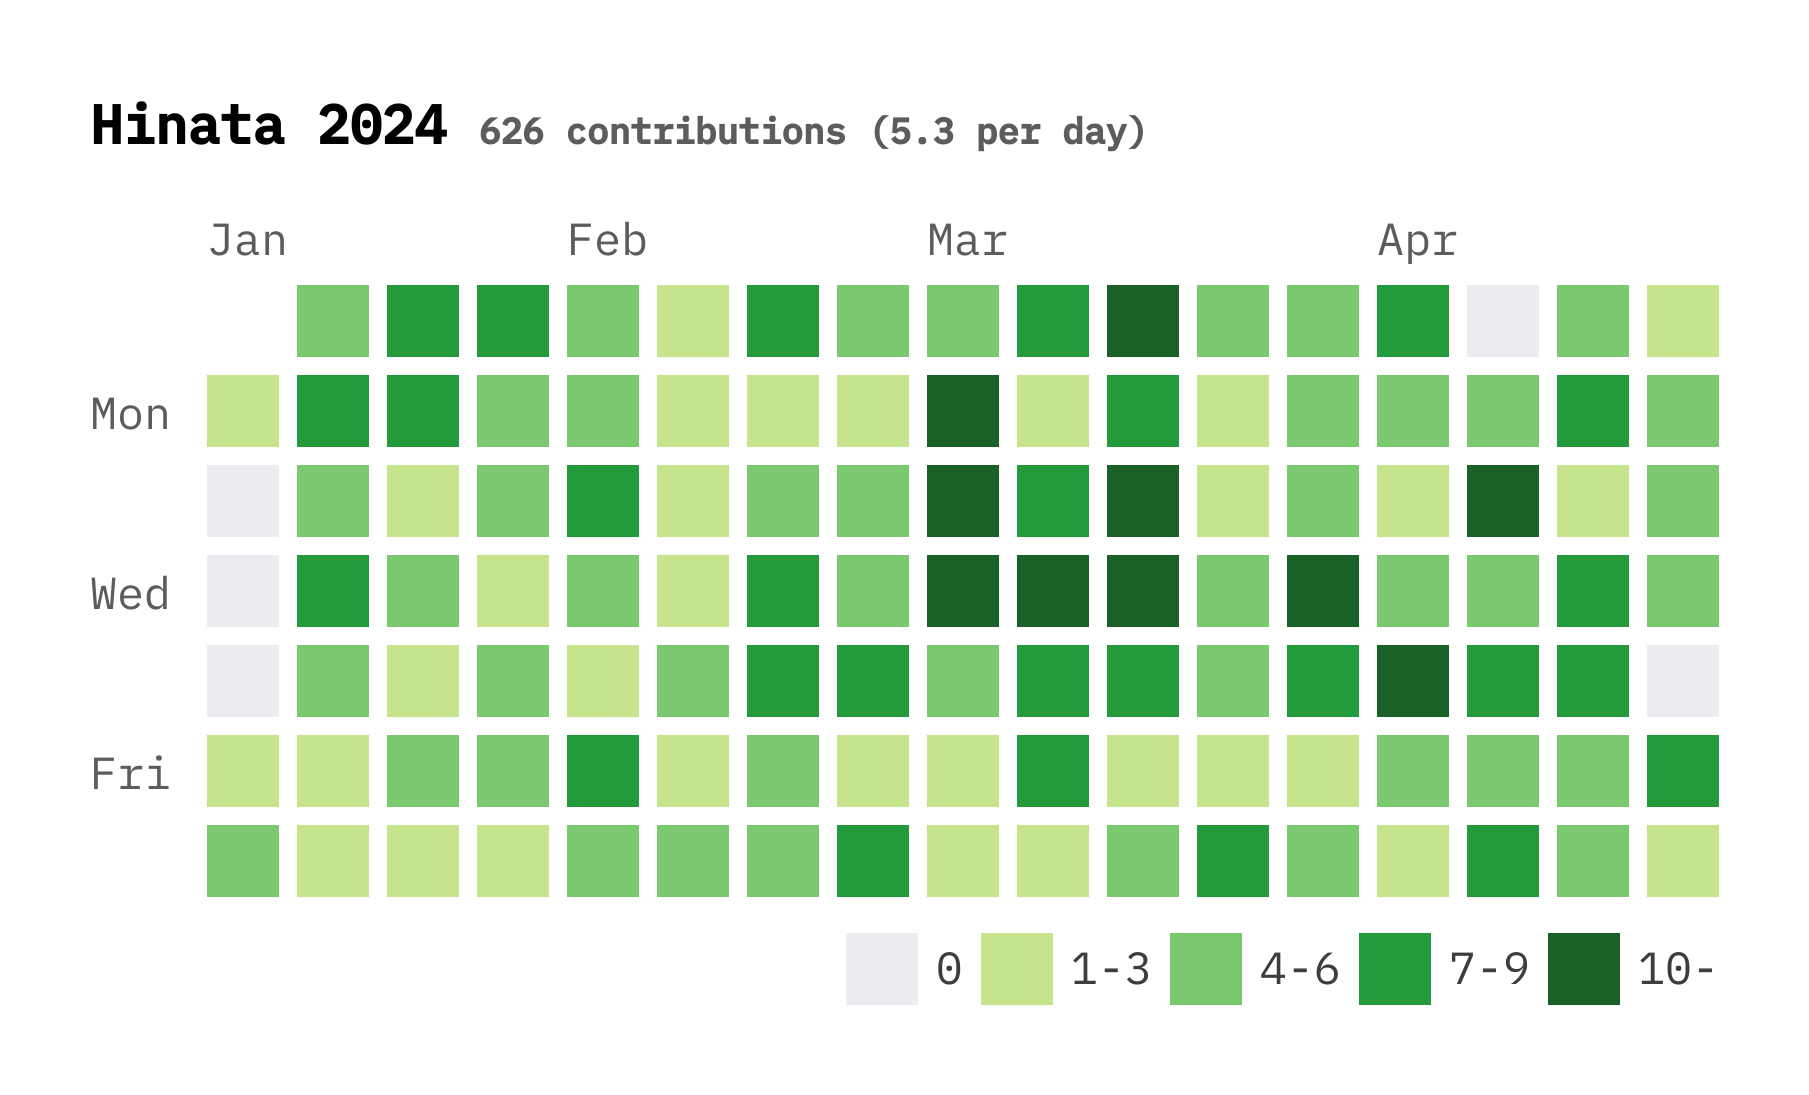 Hinata 2024 626 contributions (5.3 per day)
Jan Feb Mar Apr
Mon
Wed
Fri
0 1-3 4-6 7-9 10-